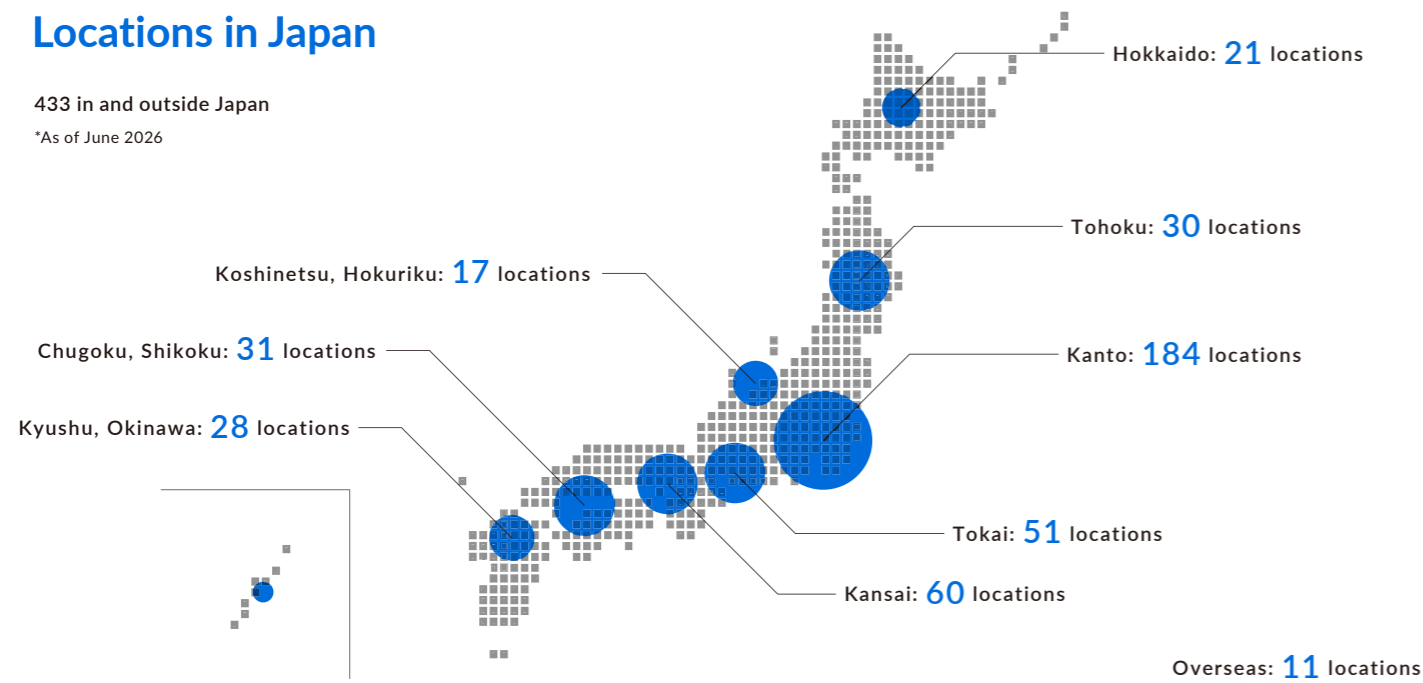 Locations in Japan
433 in and outside Japan
*As of June 2026
Hokkaido: 21 locations
Tohoku: 30 locations
Koshinetsu, Hokuriku: 17 locations
Chugoku, Shikoku: 31 locations
Kanto: 184 locations
Kyushu, Okinawa: 28 locations
Tokai: 51 locations
Kansai: 60 locations
Overseas: 11 locations